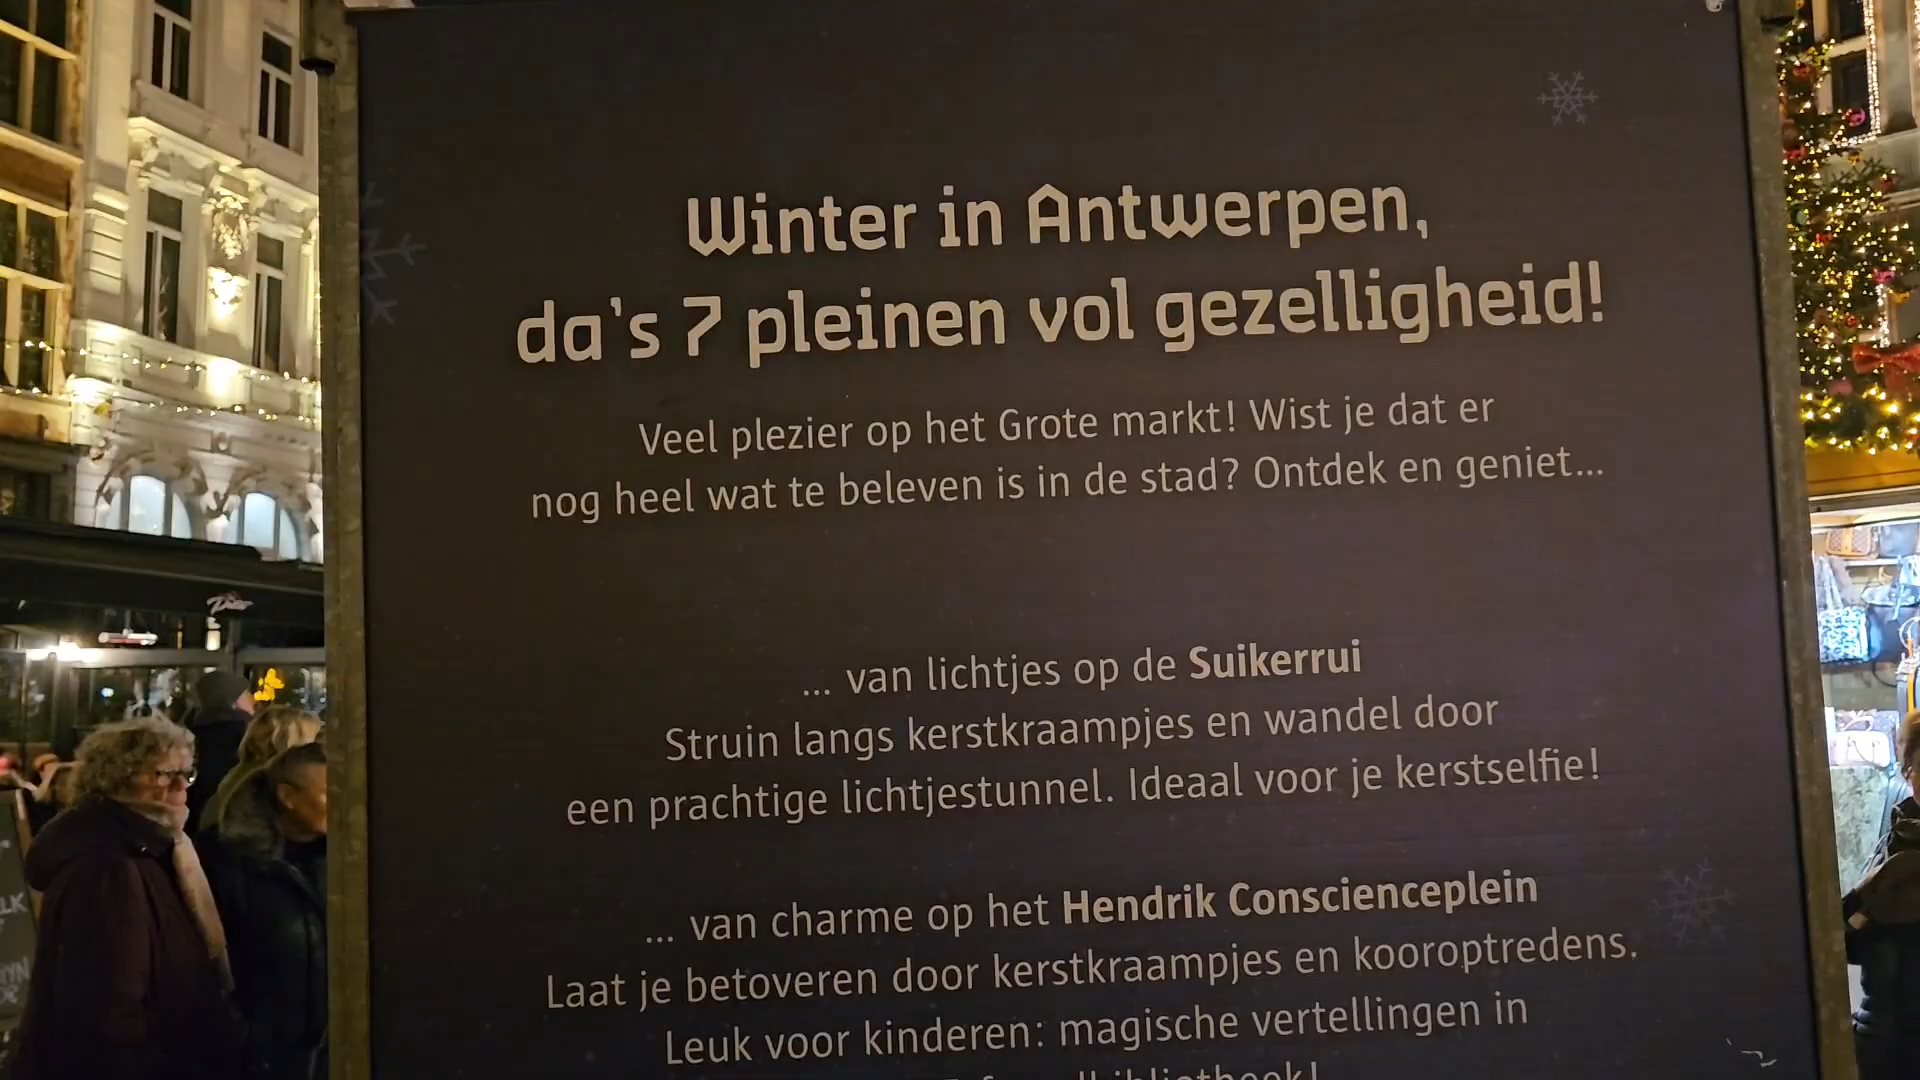 Winter in Antwerpen,
da's 7 pleinen vol gezelligheid!
Veel plezier op het Grote markt! Wist je dat er
nog heel wat te beleven is in de stad? Ontdek en geniet...
... van lichtjes op de Suikerrui
Struin langs kerstkraampjes en wandel door
een prachtige lichtjestunnel. Ideaal voor je kerstselfie!
... van charme op het Hendrik Conscienceplein
Laat je betoveren door kerstkraampjes en kooroptredens.
Leuk voor kinderen: magische vertellingen in